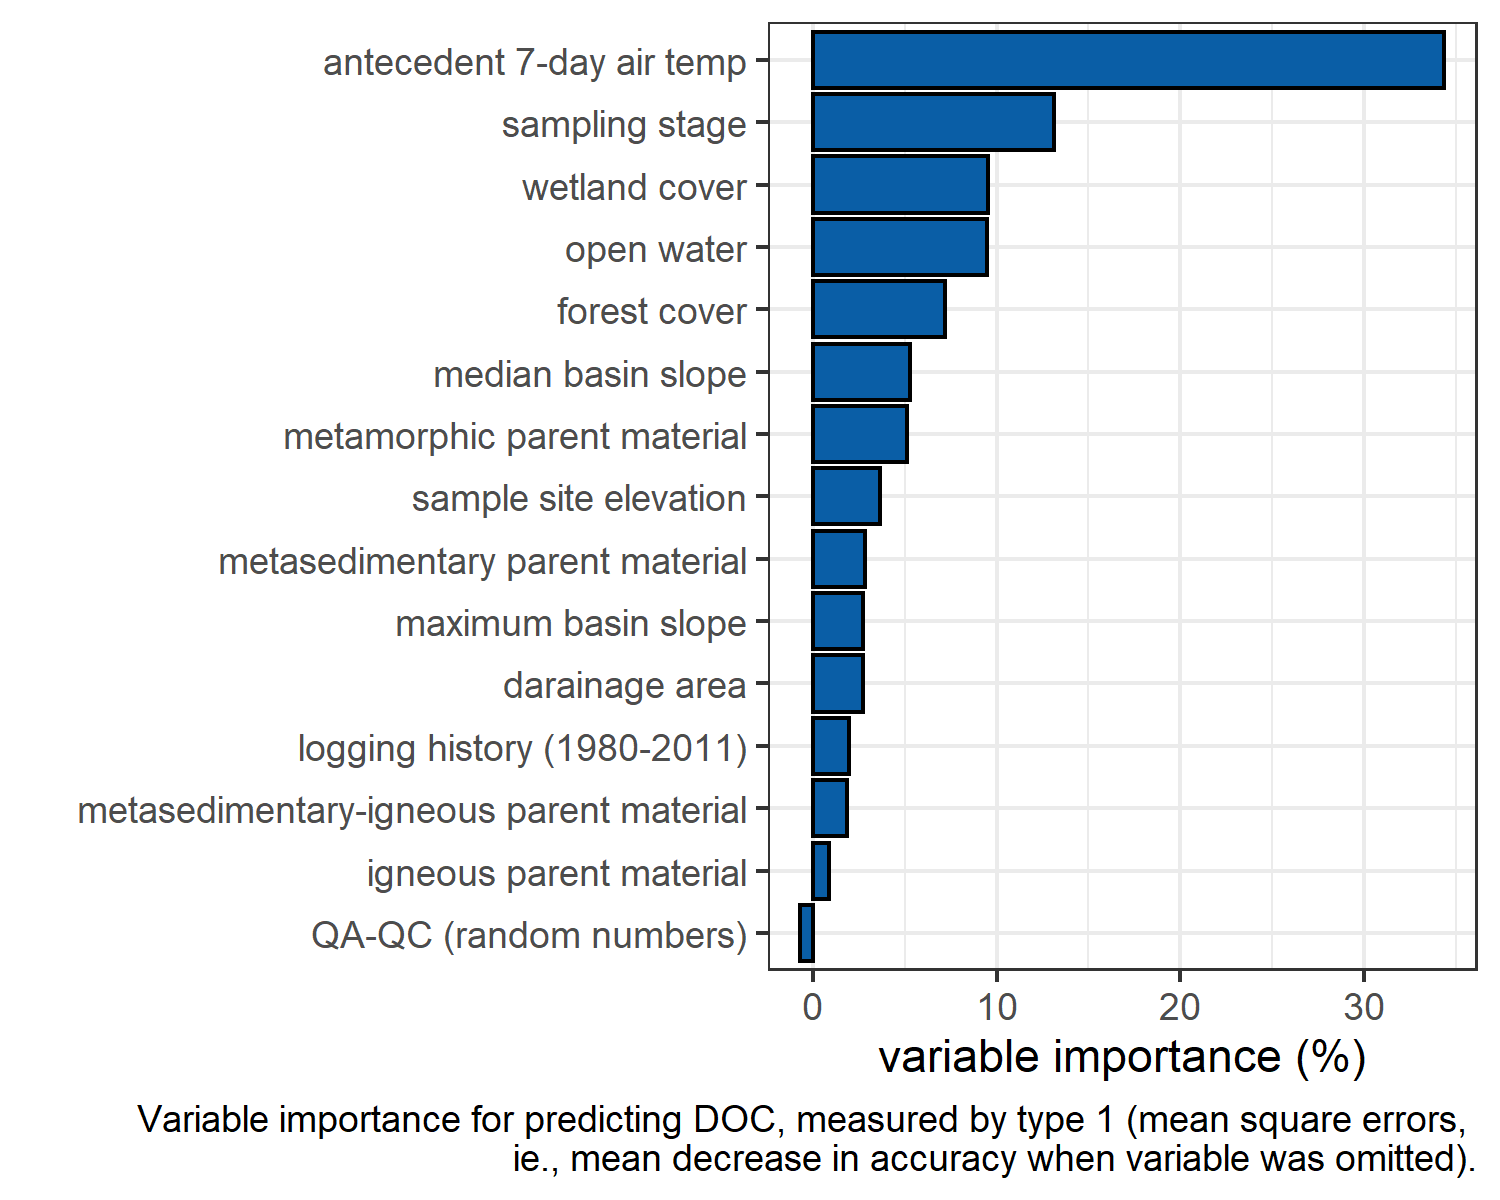 antecedent 7-day air temp
sampling stage
wetland cover
open water
forest cover
median basin slope
metamorphic parent material
sample site elevation
metasedimentary parent material
maximum basin slope
darainage area
logging history (1980-2011)
metasedimentary-igneous parent material
igneous parent material
QA-QC (random numbers)
0 10 20 30
variable importance (%)
Variable importance for predicting DOC, measured by type 1 (mean square errors,
ie., mean decrease in accuracy when variable was omitted).